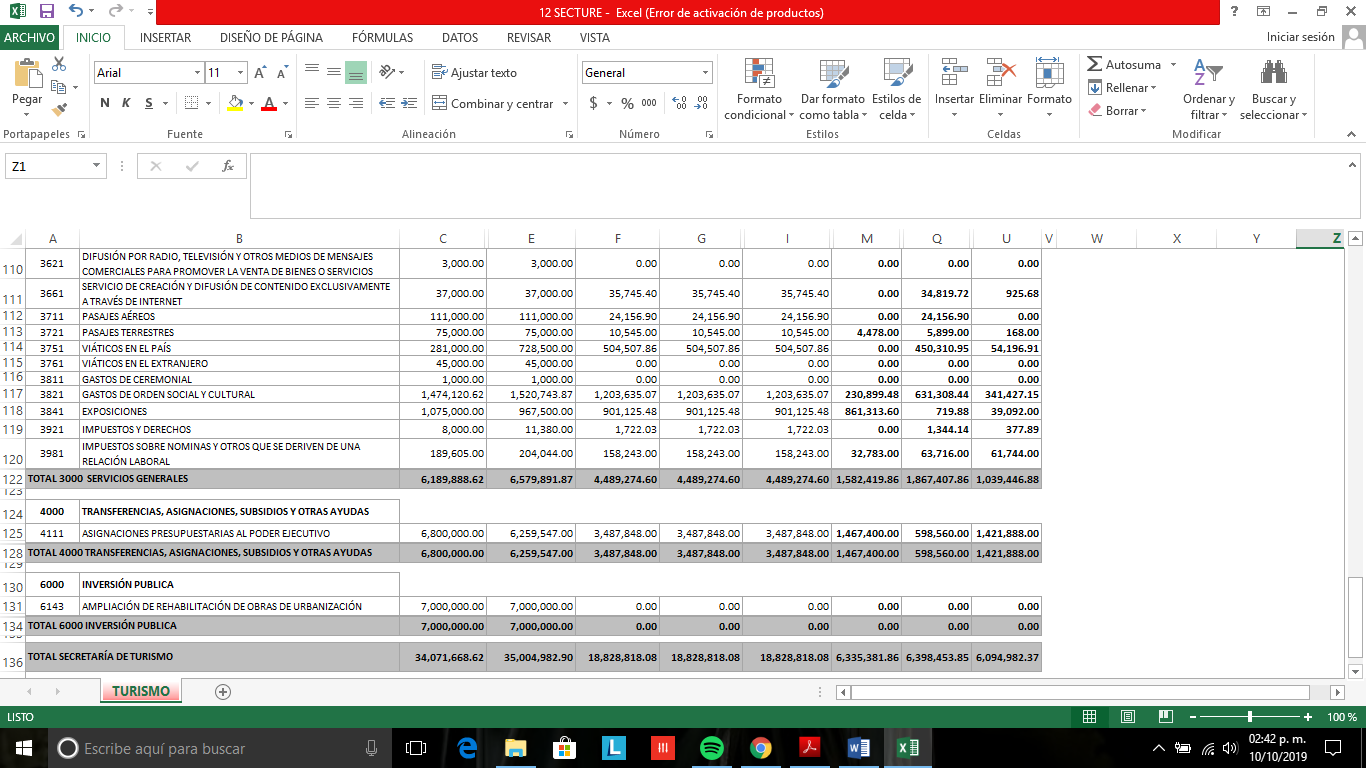 12 SECTURE - Excel (Error de activación de productos)
ARCHIVO INICIO INSERTAR DISEÑO DE PÁGINA FÓRMULAS DATOS REVISAR VISTA Iniciar sesión
Pegar Arial 11 Ajustar texto General Formato condicional Dar formato como tabla Estilos de celda Insertar Eliminar Formato Autosuma Rellenar Borrar Ordenar y filtrar Buscar y seleccionar
N K S Combinar y centrar $ % 000
Portapapeles Fuente Alineación Número Estilos Celdas Modificar
Z1 fx
A B C E F G I M Q U V W X Y Z
110 3621 DIFUSIÓN POR RADIO, TELEVISIÓN Y OTROS MEDIOS DE MENSAJES COMERCIALES PARA PROMOVER LA VENTA DE BIENES O SERVICIOS 3,000.00 3,000.00 0.00 0.00 0.00 0.00 0.00 0.00
111 3661 SERVICIO DE CREACIÓN Y DIFUSIÓN DE CONTENIDO EXCLUSIVAMENTE A TRAVÉS DE INTERNET 37,000.00 37,000.00 35,745.40 35,745.40 35,745.40 0.00 34,819.72 925.68
112 3711 PASAJES AÉREOS 111,000.00 111,000.00 24,156.90 24,156.90 24,156.90 0.00 24,156.90 0.00
113 3721 PASAJES TERRESTRES 75,000.00 75,000.00 10,545.00 10,545.00 10,545.00 4,478.00 5,899.00 168.00
114 3751 VIÁTICOS EN EL PAÍS 281,000.00 728,500.00 504,507.86 504,507.86 504,507.86 0.00 450,310.95 54,196.91
115 3761 VIÁTICOS EN EL EXTRANJERO 45,000.00 45,000.00 0.00 0.00 0.00 0.00 0.00 0.00
116 3811 GASTOS DE CEREMONIAL 1,000.00 1,000.00 0.00 0.00 0.00 0.00 0.00 0.00
117 3821 GASTOS DE ORDEN SOCIAL Y CULTURAL 1,474,120.62 1,520,743.87 1,203,635.07 1,203,635.07 1,203,635.07 230,899.48 631,308.44 341,427.15
118 3841 EXPOSICIONES 1,075,000.00 967,500.00 901,125.48 901,125.48 901,125.48 861,313.60 719.88 39,092.00
119 3921 IMPUESTOS Y DERECHOS 8,000.00 11,380.00 1,722.03 1,722.03 1,722.03 0.00 1,344.14 377.89
120 3981 IMPUESTOS SOBRE NOMINAS Y OTROS QUE SE DERIVEN DE UNA RELACIÓN LABORAL 189,605.00 204,044.00 158,243.00 158,243.00 158,243.00 32,783.00 63,716.00 61,744.00
122 TOTAL 3000 SERVICIOS GENERALES 6,189,888.62 6,579,891.87 4,489,274.60 4,489,274.60 4,489,274.60 1,582,419.86 1,867,407.86 1,039,446.88
123
124 4000 TRANSFERENCIAS, ASIGNACIONES, SUBSIDIOS Y OTRAS AYUDAS
125 4111 ASIGNACIONES PRESUPUESTARIAS AL PODER EJECUTIVO 6,800,000.00 6,259,547.00 3,487,848.00 3,487,848.00 3,487,848.00 1,467,400.00 598,560.00 1,421,888.00
128 TOTAL 4000 TRANSFERENCIAS, ASIGNACIONES, SUBSIDIOS Y OTRAS AYUDAS 6,800,000.00 6,259,547.00 3,487,848.00 3,487,848.00 3,487,848.00 1,467,400.00 598,560.00 1,421,888.00
129
130 6000 INVERSIÓN PUBLICA
131 6143 AMPLIACIÓN DE REHABILITACIÓN DE OBRAS DE URBANIZACIÓN 7,000,000.00 7,000,000.00 0.00 0.00 0.00 0.00 0.00 0.00
134 TOTAL 6000 INVERSIÓN PUBLICA 7,000,000.00 7,000,000.00 0.00 0.00 0.00 0.00 0.00 0.00
136 TOTAL SECRETARÍA DE TURISMO 34,071,668.62 35,004,982.90 18,828,818.08 18,828,818.08 18,828,818.08 6,335,381.86 6,398,453.85 6,094,982.37
TURISMO
LISTO 100 %
Escribe aquí para buscar
02:42 p. m.
10/10/2019